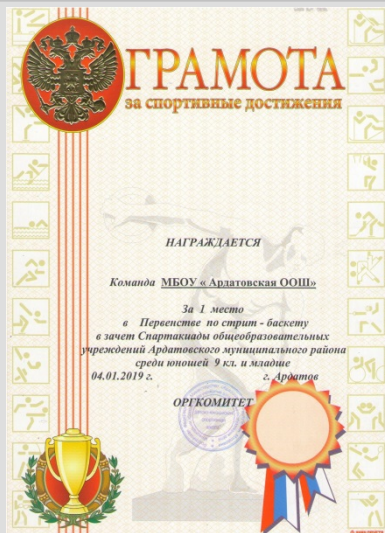 ГРАМОТА
за спортивные достижения
НАГРАЖДАЕТСЯ
Команда МБОУ « Ардатовская ООШ»
За 1 место
в Первенстве по стрит - баскету
в зачет Спартакиады общеобразовательных
учреждений Ардатовского муниципального района
среди юношей 9 кл. и младше
04.01.2019 г. г. Ардатов
ОРГКОМИТЕТ